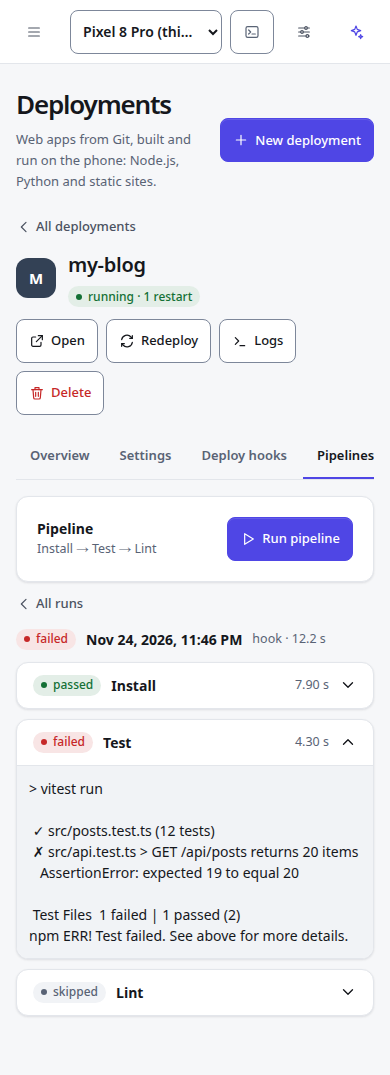 Pixel 8 Pro (thi...
Deployments
Web apps from Git, built and
run on the phone: Node.js,
Python and static sites.
New deployment
All deployments
M
my-blog
running · 1 restart
Open
Redeploy
Logs
Delete
Overview
Settings
Deploy hooks
Pipelines
Pipeline
Install → Test → Lint
Run pipeline
All runs
failed
Nov 24, 2026, 11:46 PM
hook · 12.2 s
passed
Install
7.90 s
failed
Test
4.30 s
> vitest run
✓ src/posts.test.ts (12 tests)
✗ src/api.test.ts > GET /api/posts returns 20 items
AssertionError: expected 19 to equal 20
Test Files  1 failed | 1 passed (2)
npm ERR! Test failed. See above for more details.
skipped
Lint